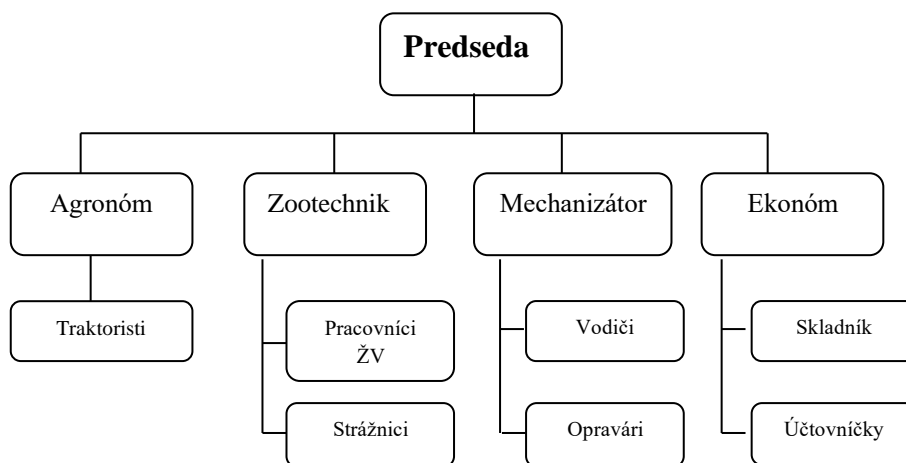 Predseda
Agronóm
Zootechnik
Mechanizátor
Ekonóm
Traktoristi
Pracovníci
ŽV
Vodiči
Skladník
Strážnici
Opravári
Účtovníčky